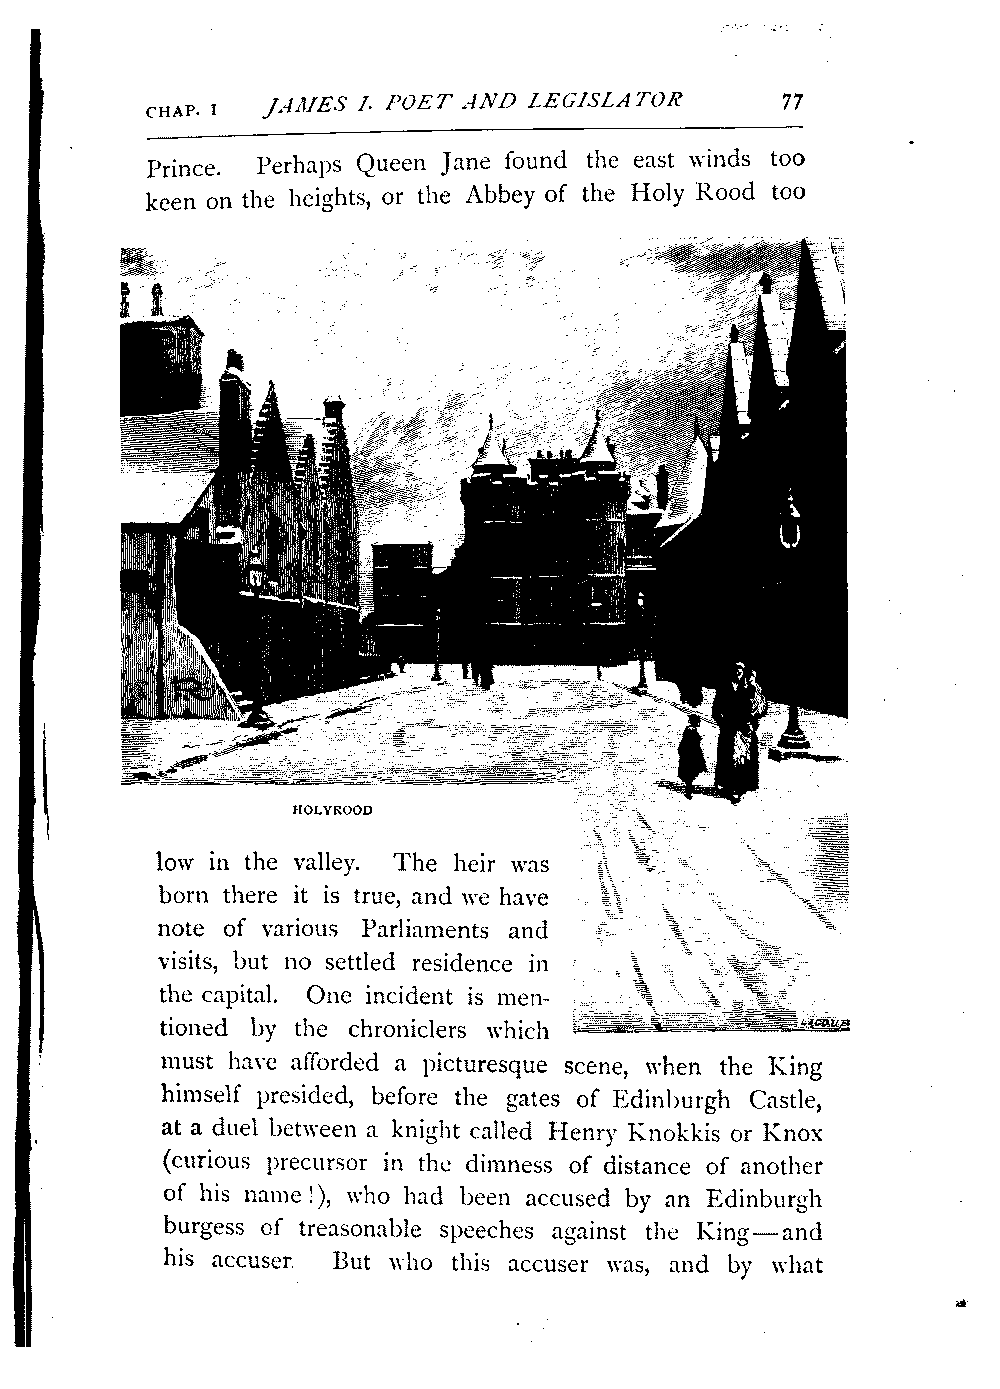 CHAP. I JAMES I. POET AND LEGISLATOR 77
Prince. Perhaps Queen Jane found the east winds too
keen on the heights, or the Abbey of the Holy Rood too
HOLYROOD
low in the valley. The heir was
born there it is true, and we have
note of various Parliaments and
visits, but no settled residence in
the capital. One incident is men-
tioned by the chroniclers which
must have afforded a picturesque scene, when the King
himself presided, before the gates of Edinburgh Castle,
at a duel between a knight called Henry Knokkis or Knox
(curious precursor in the dimness of distance of another
of his name!), who had been accused by an Edinburgh
burgess of treasonable speeches against the King—and
his accuser. But who this accuser was, and by what